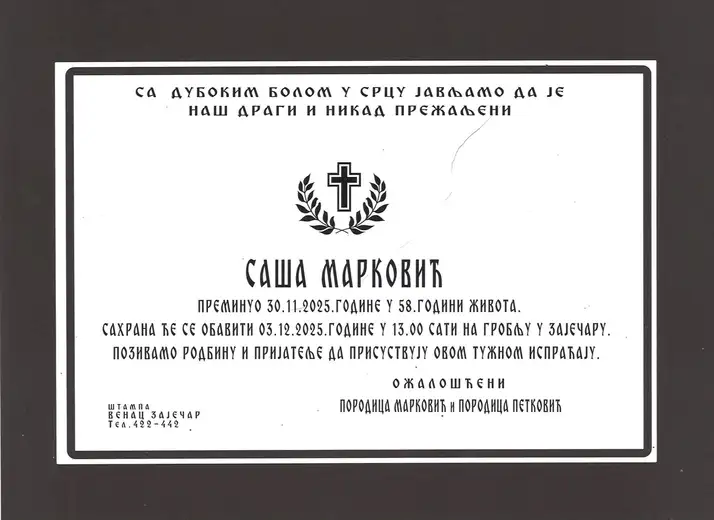 СА ДУБОКИМ БОЛОМ У СРЦУ ЈАВЉАМО ДА ЈЕ
НАШ ДРАГИ И НИКАД ПРЕЖАЉЕНИ
САША МАРКОВИЋ
ПРЕМИНУО 30.11.2025.ГОДИНЕ У 58.ГОДИНИ ЖИВОТА.
САХРАНА ЋЕ СЕ ОБАВИТИ 03.12.2025.ГОДИНЕ У 13.00 САТИ НА ГРОБЉУ У ЗАЈЕЧАРУ.
ПОЗИВАМО РОДБИНУ И ПРИЈАТЕЉЕ ДА ПРИСУСТВУЈУ ОВОМ ТУЖНОМ ИСПРАЋАЈУ.
ОЖАЛОШЋЕНИ
ПОРОДИЦА МАРКОВИЋ и ПОРОДИЦА ПЕТКОВИЋ
ШТАМПА
ВЕНАЦ ЗАЈЕЧАР
Тел.422-442